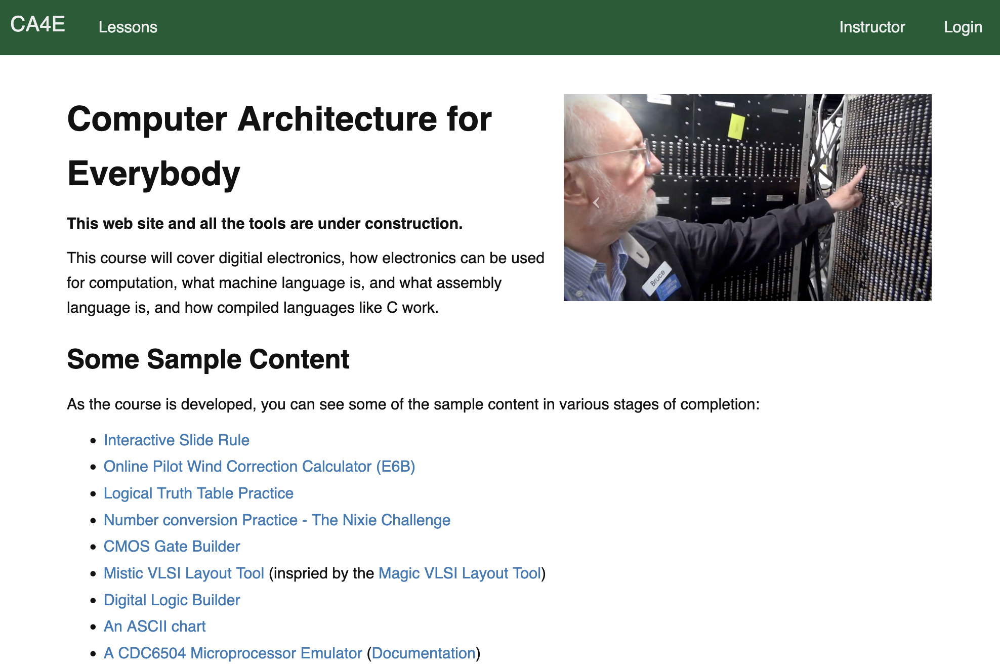 CA4E
Lessons
Instructor
Login
Computer Architecture for
Everybody
This web site and all the tools are under construction.
This course will cover digitial electronics, how electronics can be used
for computation, what machine language is, and what assembly
language is, and how compiled languages like C work.
Bruce
Some Sample Content
As the course is developed, you can see some of the sample content in various stages of completion:
Interactive Slide Rule
Online Pilot Wind Correction Calculator (E6B)
Logical Truth Table Practice
Number conversion Practice - The Nixie Challenge
CMOS Gate Builder
Mistic VLSI Layout Tool (inspried by the Magic VLSI Layout Tool)
Digital Logic Builder
An ASCII chart
A CDC6504 Microprocessor Emulator (Documentation)